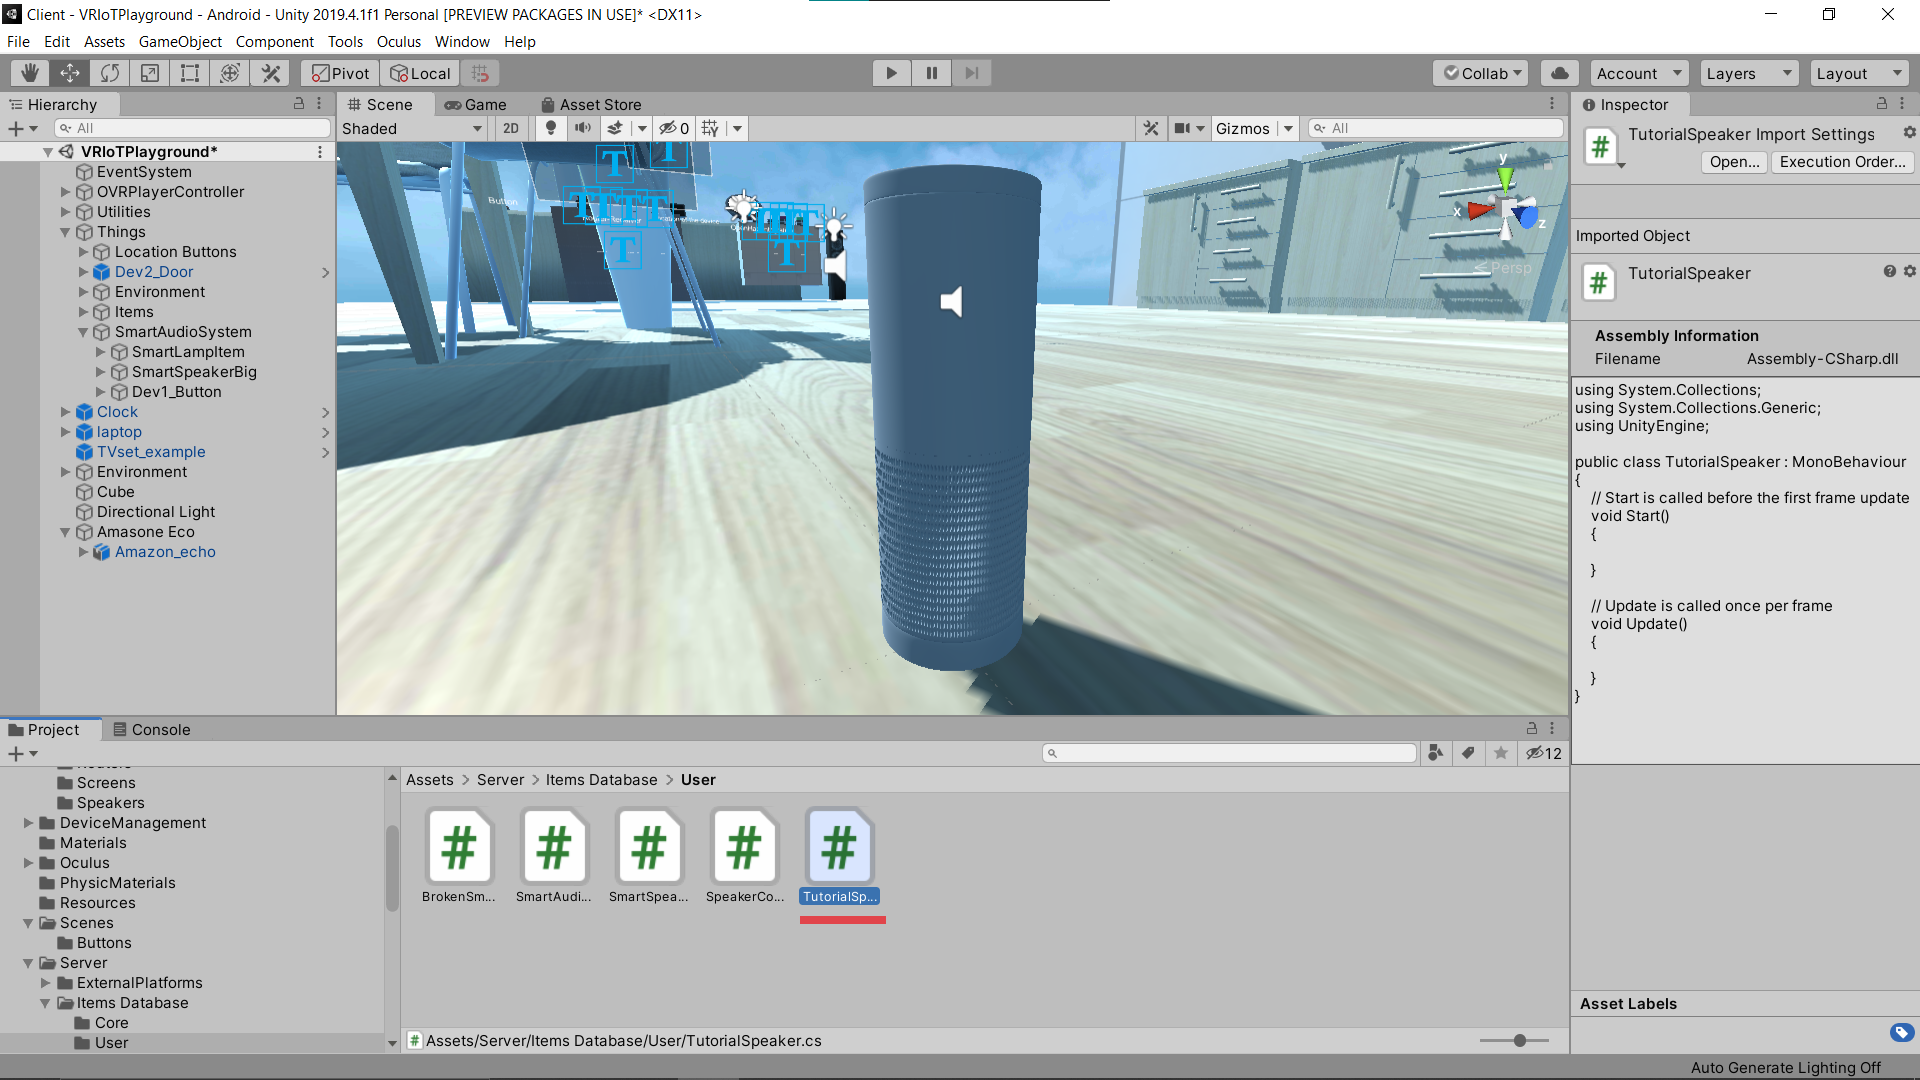 Client - VRIoTPlayground - Android - Unity 2019.4.1f1 Personal [PREVIEW PACKAGES IN USE]* <DX11>
File Edit Assets GameObject Component Tools Oculus Window Help
Pivot Local Collab Account Layers Layout
Hierarchy
All
VRIoTPlayground*
EventSystem
OVRPlayerController
Utilities
Things
Location Buttons
Dev2_Door
Environment
Items
SmartAudioSystem
SmartLampItem
SmartSpeakerBig
Dev1_Button
Clock
laptop
TVset_example
Environment
Cube
Directional Light
Amasone Eco
Amazon_echo
Scene Game Asset Store
Shaded 2D 0 Gizmos All
Button
T T
T
T
y
x
z
Persp
Inspector
TutorialSpeaker Import Settings
Open... Execution Order...
Imported Object
TutorialSpeaker
Assembly Information
Filename Assembly-CSharp.dll
using System.Collections;
using System.Collections.Generic;
using UnityEngine;
public class TutorialSpeaker : MonoBehaviour
{
// Start is called before the first frame update
void Start()
{
}
// Update is called once per frame
void Update()
{
}
}
Asset Labels
Project Console
12
Screens
Speakers
DeviceManagement
Materials
Oculus
PhysicMaterials
Resources
Scenes
Buttons
Server
ExternalPlatforms
Items Database
Core
User
Assets > Server > Items Database > User
BrokenSm... SmartAudi... SmartSpea... SpeakerCo... TutorialSp...
Assets/Server/Items Database/User/TutorialSpeaker.cs
Auto Generate Lighting Off